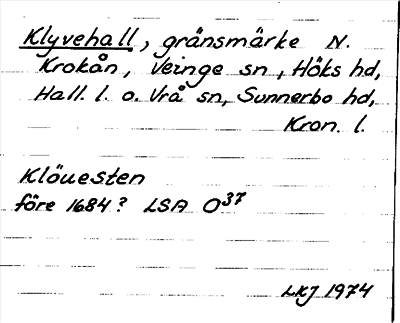 Klyvehall, gränsmärke N.
Krokån, Veinge sn, Höks hd,
Hall. l. o. Vrå sn, Sunnerbo hd,
Kron. l.
Klöuesten
före 1684? LSA O37
LKJ 1974